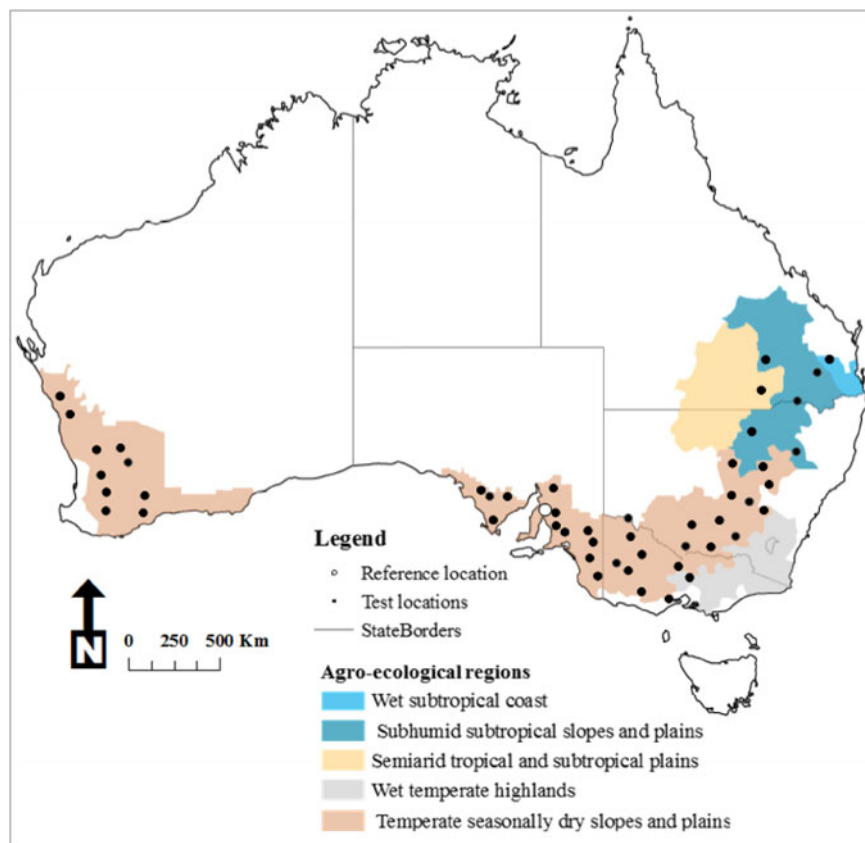 Legend
Reference location
Test locations
StateBorders
N
0 250 500 Km
Agro-ecological regions
Wet subtropical coast
Subhumid subtropical slopes and plains
Semiarid tropical and subtropical plains
Wet temperate highlands
Temperate seasonally dry slopes and plains